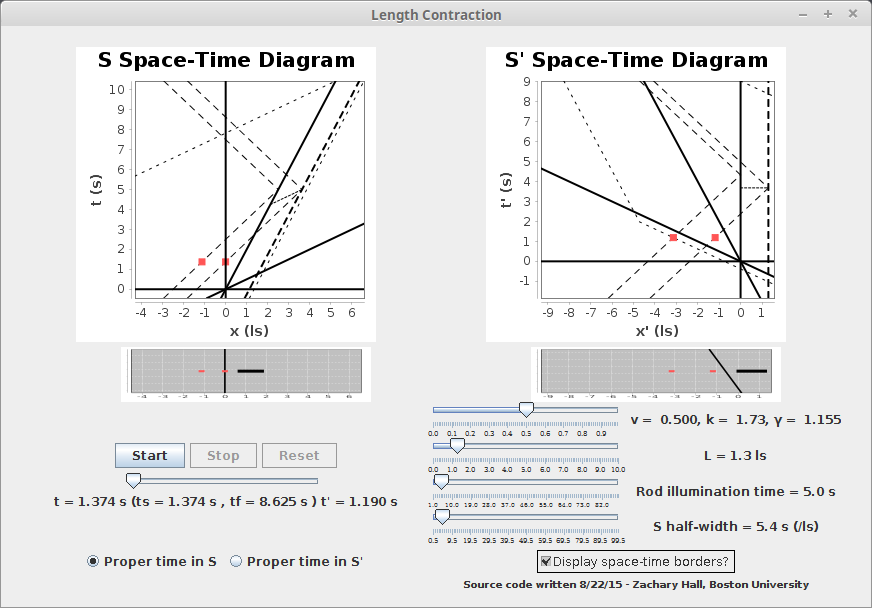 Length Contraction
S Space-Time Diagram
S' Space-Time Diagram
10
9
8
7
6
5
4
3
2
1
0
t (s)
-4 -3 -2 -1 0 1 2 3 4 5 6
x (ls)
9
8
7
6
5
4
3
2
1
0
-1
t' (s)
-9 -8 -7 -6 -5 -4 -3 -2 -1 0 1
x' (ls)
-4 -3 -2 -1 0 1 2 3 4 5 6
-9 -8 -7 -6 -5 -4 -3 -2 -1 0 1
0.0 0.1 0.2 0.3 0.4 0.5 0.6 0.7 0.8 0.9
v = 0.500, k = 1.73, γ = 1.155
0.0 1.0 2.0 3.0 4.0 5.0 6.0 7.0 8.0 9.0 10.0
L = 1.3 ls
1.0 10.0 19.0 28.0 37.0 46.0 55.0 64.0 73.0 82.0
Rod illumination time = 5.0 s
0.5 9.5 19.5 29.5 39.5 49.5 59.5 69.5 79.5 89.5 99.5
S half-width = 5.4 s (/ls)
Start Stop Reset
t = 1.374 s (ts = 1.374 s , tf = 8.625 s ) t' = 1.190 s
Proper time in S Proper time in S'
Display space-time borders?
Source code written 8/22/15 - Zachary Hall, Boston University